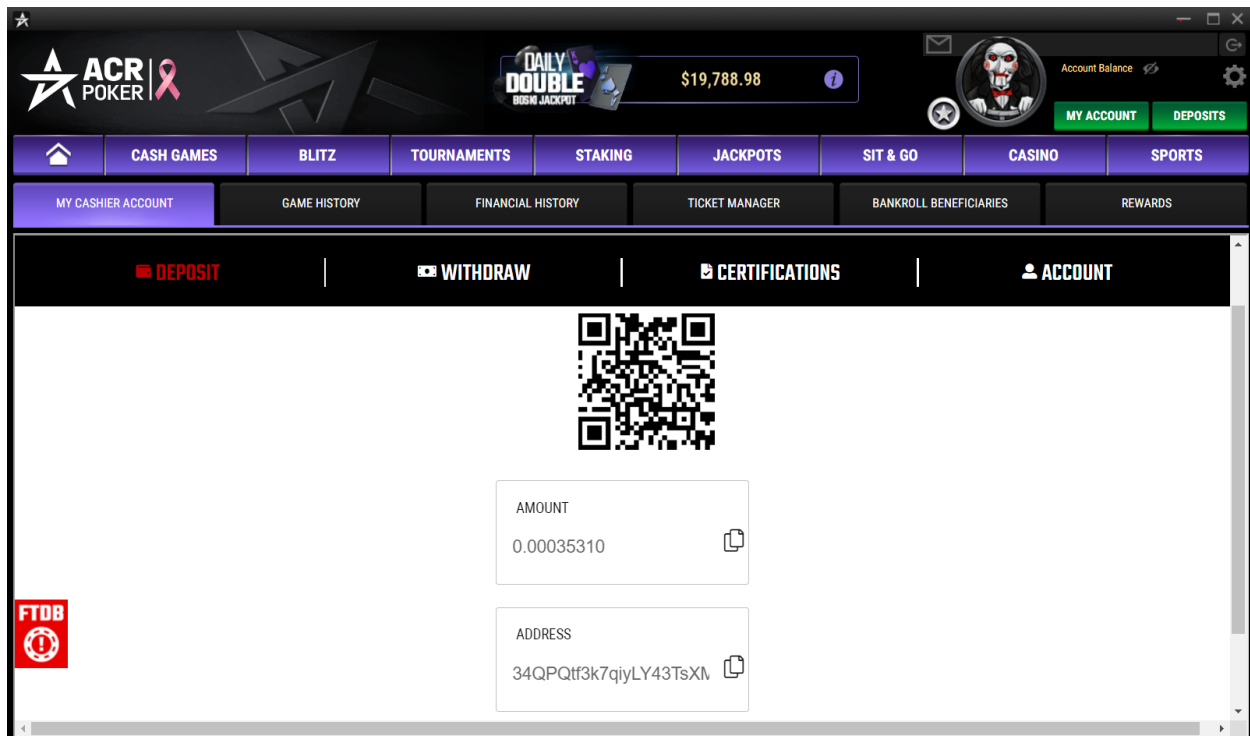 ACR
POKER
DAILY
DOUBLE
BOSKI JACKPOT
$19,788.98
i
Account Balance
MY ACCOUNT
DEPOSITS
CASH GAMES
BLITZ
TOURNAMENTS
STAKING
JACKPOTS
SIT & GO
CASINO
SPORTS
MY CASHIER ACCOUNT
GAME HISTORY
FINANCIAL HISTORY
TICKET MANAGER
BANKROLL BENEFICIARIES
REWARDS
DEPOSIT
WITHDRAW
CERTIFICATIONS
ACCOUNT
AMOUNT
0.00035310
FTDB
ADDRESS
34QPQtf3k7qiyLY43TsXM